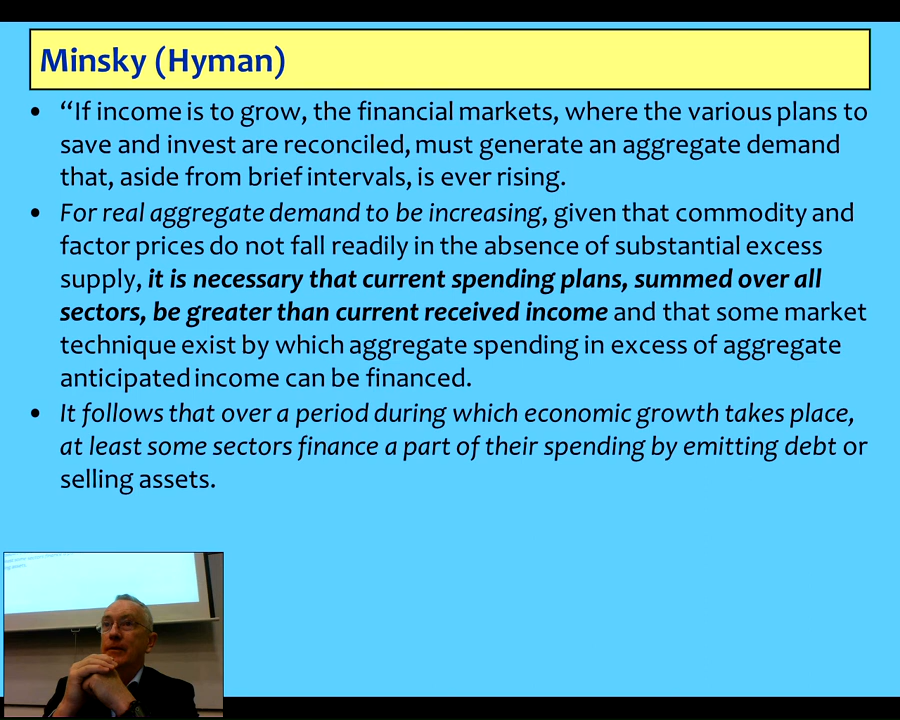 Minsky (Hyman)
• “If income is to grow, the financial markets, where the various plans to
save and invest are reconciled, must generate an aggregate demand
that, aside from brief intervals, is ever rising.
• For real aggregate demand to be increasing, given that commodity and
factor prices do not fall readily in the absence of substantial excess
supply, it is necessary that current spending plans, summed over all
sectors, be greater than current received income and that some market
technique exist by which aggregate spending in excess of aggregate
anticipated income can be financed.
• It follows that over a period during which economic growth takes place,
at least some sectors finance a part of their spending by emitting debt or
selling assets.